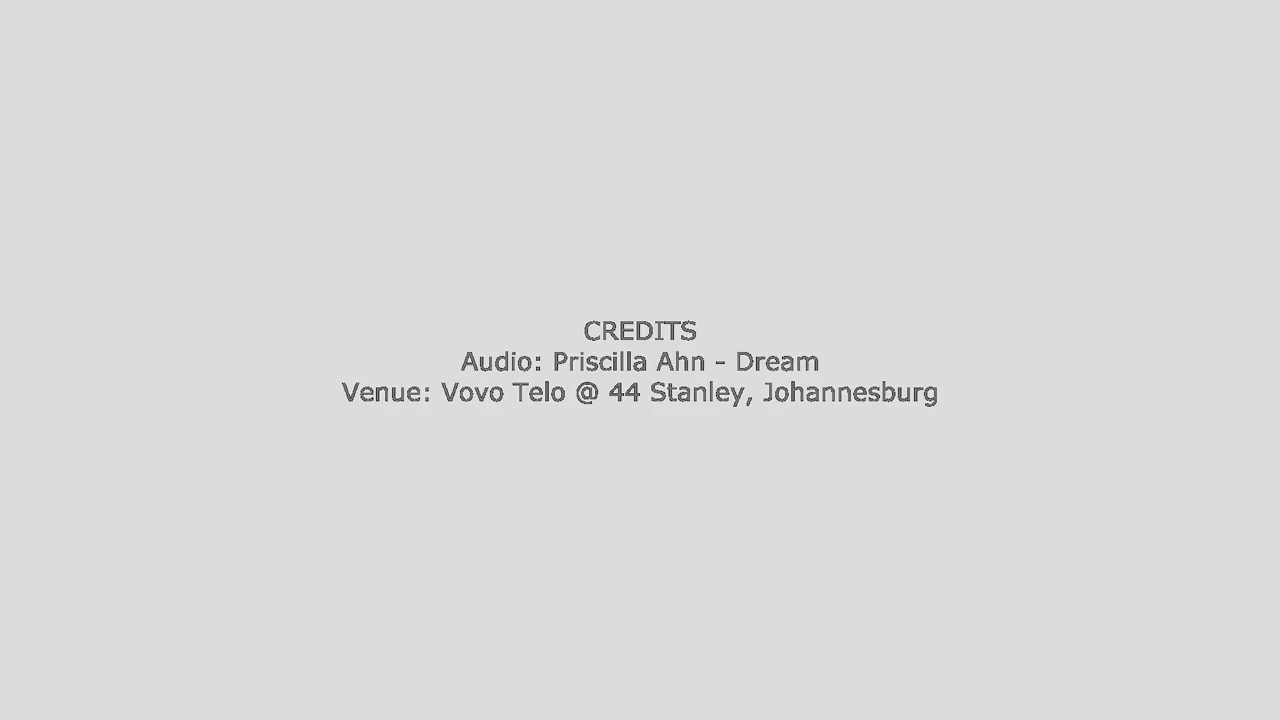 CREDITS
Audio: Priscilla Ahn - Dream
Venue: Vovo Telo @ 44 Stanley, Johannesburg